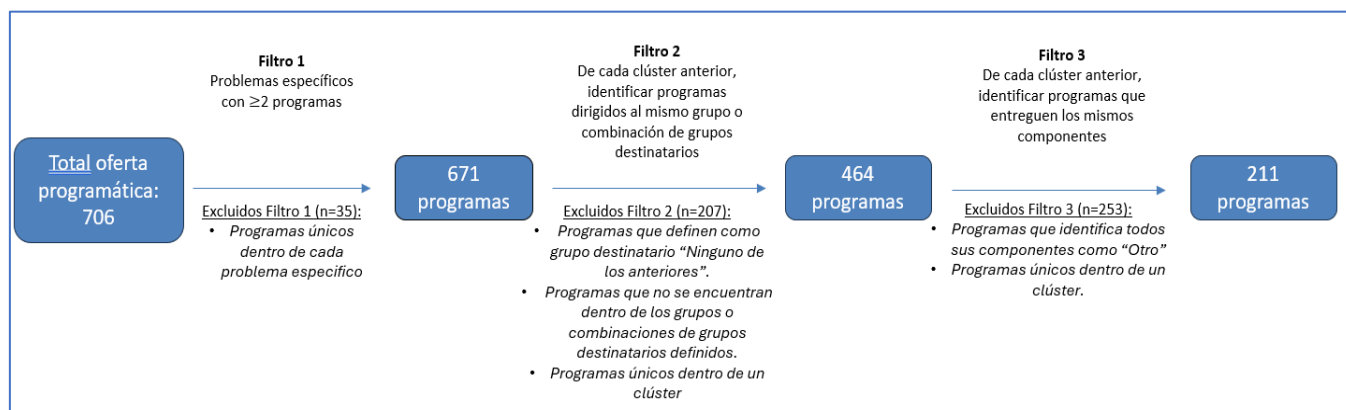 Filtro 1
Problemas específicos
con ≥2 programas
Filtro 2
De cada clúster anterior,
identificar programas
dirigidos al mismo grupo o
combinación de grupos
destinatarios
Filtro 3
De cada clúster anterior,
identificar programas que
entreguen los mismos
componentes
Total oferta
programática:
706
671
programas
464
programas
211
programas
Excluidos Filtro 1 (n=35):
• Programas únicos
dentro de cada
problema especifico
Excluidos Filtro 2 (n=207):
• Programas que definen como
grupo destinatario “Ninguno de
los anteriores”.
• Programas que no se encuentran
dentro de los grupos o
combinaciones de grupos
destinatarios definidos.
• Programas únicos dentro de un
clúster
Excluidos Filtro 3 (n=253):
• Programas que identifica todos
sus componentes como “Otro”
• Programas únicos dentro de un
clúster.